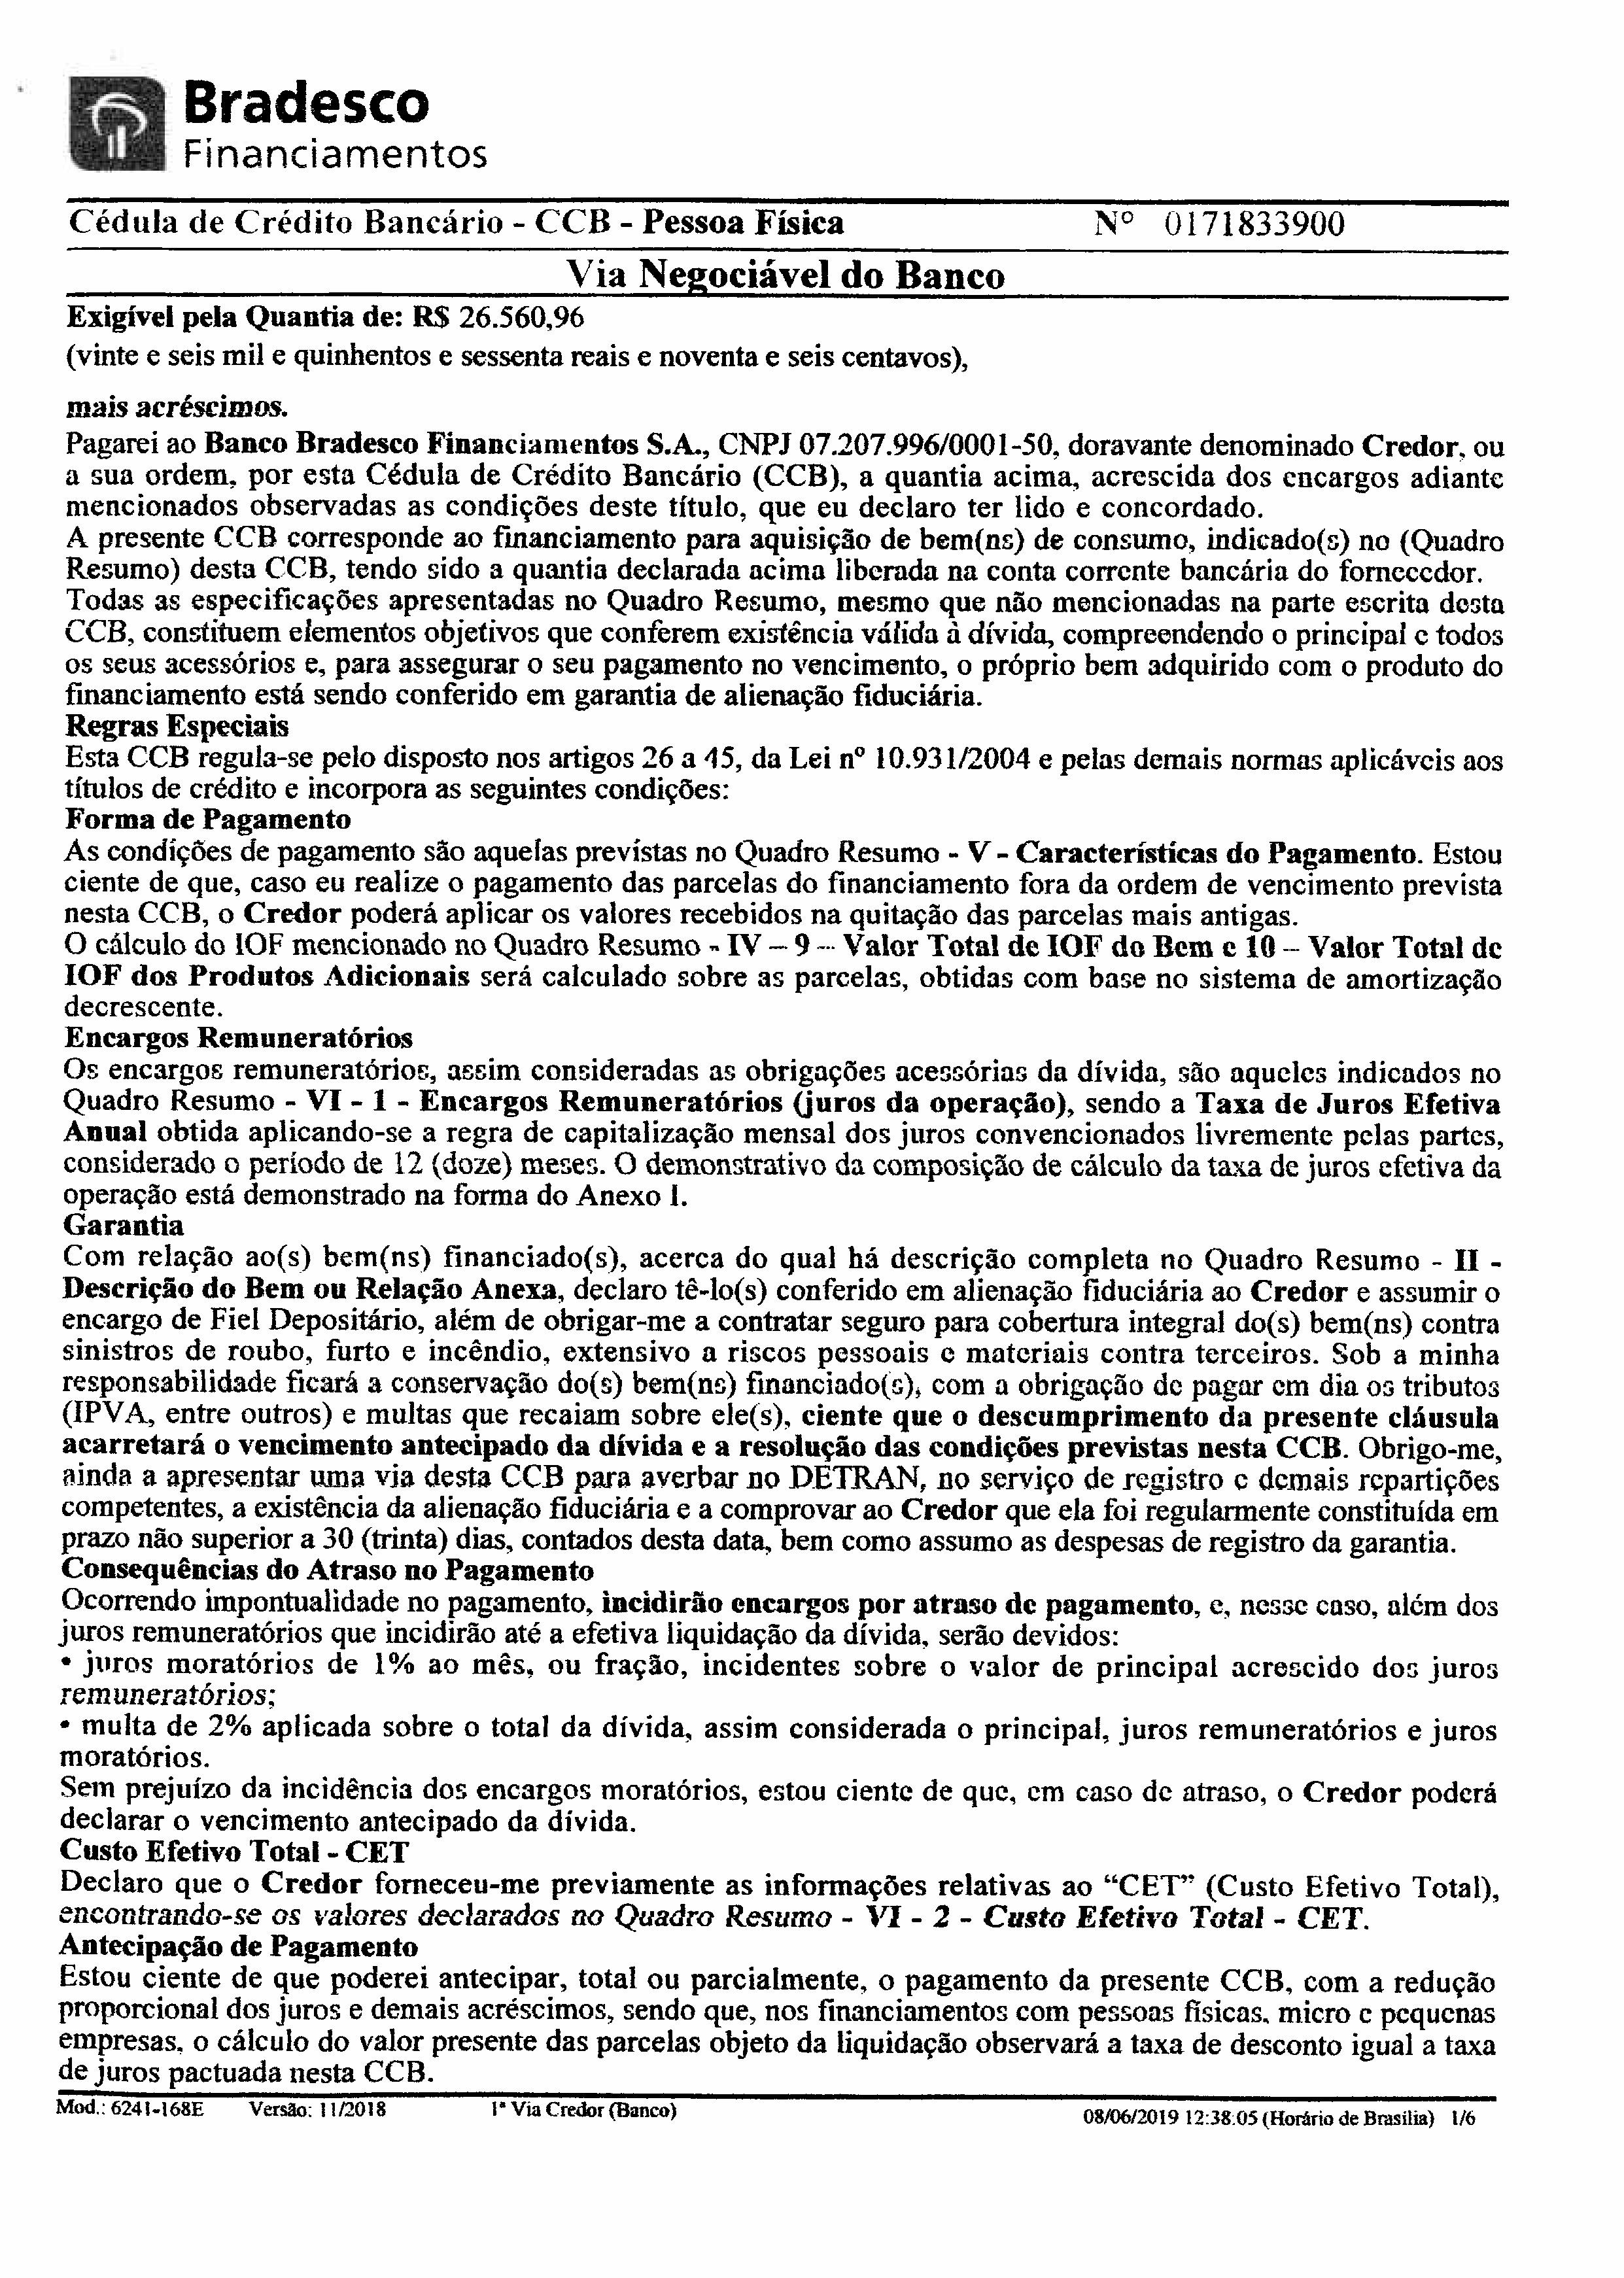 Bradesco
Financiamentos
Cédula de Crédito Bancário - CCB - Pessoa Física Nº 0171833900
Via Negociável do Banco
Exigível pela Quantia de: R$ 26.560,96
(vinte e seis mil e quinhentos e sessenta reais e noventa e seis centavos),
mais acréscimos.
Pagarei ao Banco Bradesco Financiamentos S.A., CNPJ 07.207.996/0001-50, doravante denominado Credor, ou
a sua ordem, por esta Cédula de Crédito Bancário (CCB), a quantia acima, acrescida dos encargos adiante
mencionados observadas as condições deste título, que eu declaro ter lido e concordado.
A presente CCB corresponde ao financiamento para aquisição de bem(ns) de consumo, indicado(s) no (Quadro
Resumo) desta CCB, tendo sido a quantia declarada acima liberada na conta corrente bancária do fornecedor.
Todas as especificações apresentadas no Quadro Resumo, mesmo que não mencionadas na parte escrita desta
CCB, constituem elementos objetivos que conferem existência válida à dívida, compreendendo o principal e todos
os seus acessórios e, para assegurar o seu pagamento no vencimento, o próprio bem adquirido com o produto do
financiamento está sendo conferido em garantia de alienação fiduciária.
Regras Especiais
Esta CCB regula-se pelo disposto nos artigos 26 a 45, da Lei nº 10.931/2004 e pelas demais normas aplicáveis aos
títulos de crédito e incorpora as seguintes condições:
Forma de Pagamento
As condições de pagamento são aquelas previstas no Quadro Resumo - V - Características do Pagamento. Estou
ciente de que, caso eu realize o pagamento das parcelas do financiamento fora da ordem de vencimento prevista
nesta CCB, o Credor poderá aplicar os valores recebidos na quitação das parcelas mais antigas.
O cálculo do IOF mencionado no Quadro Resumo - IV – 9 – Valor Total de IOF do Bem e 10 – Valor Total de
IOF dos Produtos Adicionais será calculado sobre as parcelas, obtidas com base no sistema de amortização
decrescente.
Encargos Remuneratórios
Os encargos remuneratórios, assim consideradas as obrigações acessórias da dívida, são aqueles indicados no
Quadro Resumo - VI - 1 - Encargos Remuneratórios (juros da operação), sendo a Taxa de Juros Efetiva
Anual obtida aplicando-se a regra de capitalização mensal dos juros convencionados livremente pelas partes,
considerado o período de 12 (doze) meses. O demonstrativo da composição de cálculo da taxa de juros efetiva da
operação está demonstrado na forma do Anexo I.
Garantia
Com relação ao(s) bem(ns) financiado(s), acerca do qual há descrição completa no Quadro Resumo - II -
Descrição do Bem ou Relação Anexa, declaro tê-lo(s) conferido em alienação fiduciária ao Credor e assumir o
encargo de Fiel Depositário, além de obrigar-me a contratar seguro para cobertura integral do(s) bem(ns) contra
sinistros de roubo, furto e incêndio, extensivo a riscos pessoais e materiais contra terceiros. Sob a minha
responsabilidade ficará a conservação do(s) bem(ns) financiado(s), com a obrigação de pagar em dia os tributos
(IPVA, entre outros) e multas que recaiam sobre ele(s), ciente que o descumprimento da presente cláusula
acarretará o vencimento antecipado da dívida e a resolução das condições previstas nesta CCB. Obrigo-me,
ainda a apresentar uma via desta CCB para averbar no DETRAN, no serviço de registro e demais repartições
competentes, a existência da alienação fiduciária e a comprovar ao Credor que ela foi regularmente constituída em
prazo não superior a 30 (trinta) dias, contados desta data, bem como assumo as despesas de registro da garantia.
Consequências do Atraso no Pagamento
Ocorrendo impontualidade no pagamento, incidirão encargos por atraso de pagamento, e, nesse caso, além dos
juros remuneratórios que incidirão até a efetiva liquidação da dívida, serão devidos:
• juros moratórios de 1% ao mês, ou fração, incidentes sobre o valor de principal acrescido dos juros
remuneratórios;
• multa de 2% aplicada sobre o total da dívida, assim considerada o principal, juros remuneratórios e juros
moratórios.
Sem prejuízo da incidência dos encargos moratórios, estou ciente de que, em caso de atraso, o Credor poderá
declarar o vencimento antecipado da dívida.
Custo Efetivo Total - CET
Declaro que o Credor forneceu-me previamente as informações relativas ao “CET” (Custo Efetivo Total),
encontrando-se os valores declarados no Quadro Resumo - VI - 2 - Custo Efetivo Total - CET.
Antecipação de Pagamento
Estou ciente de que poderei antecipar, total ou parcialmente, o pagamento da presente CCB, com a redução
proporcional dos juros e demais acréscimos, sendo que, nos financiamentos com pessoas físicas, micro e pequenas
empresas, o cálculo do valor presente das parcelas objeto da liquidação observará a taxa de desconto igual a taxa
de juros pactuada nesta CCB.
Mod.: 6241-168E Versão: 11/2018 1ª Via Credor (Banco) 08/06/2019 12:38:05 (Horário de Brasília) 1/6